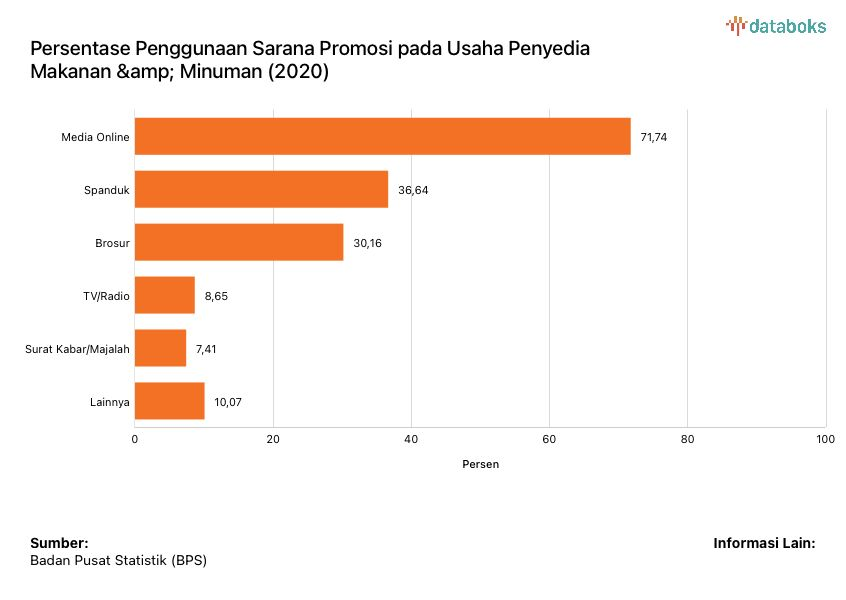 databoks
Persentase Penggunaan Sarana Promosi pada Usaha Penyedia
Makanan &amp; Minuman (2020)
Media Online 71,74
Spanduk 36,64
Brosur 30,16
TV/Radio 8,65
Surat Kabar/Majalah 7,41
Lainnya 10,07
0 20 40 60 80 100
Persen
Sumber: Informasi Lain:
Badan Pusat Statistik (BPS)